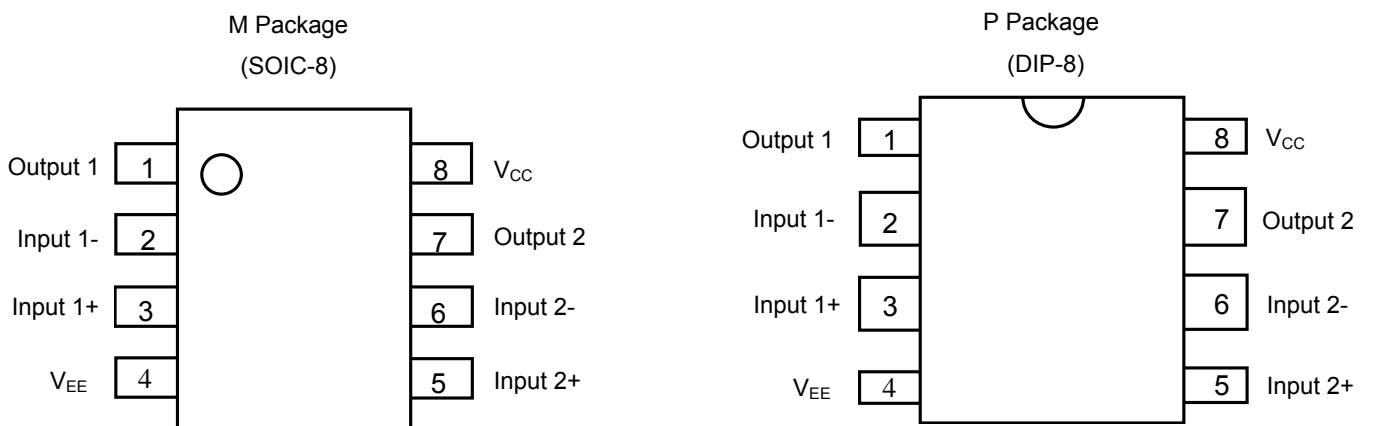 M Package
(SOIC-8)
Output 1 1 8 VCC
Input 1- 2 7 Output 2
Input 1+ 3 6 Input 2-
VEE 4 5 Input 2+
P Package
(DIP-8)
Output 1 1 8 VCC
Input 1- 2 7 Output 2
Input 1+ 3 6 Input 2-
VEE 4 5 Input 2+